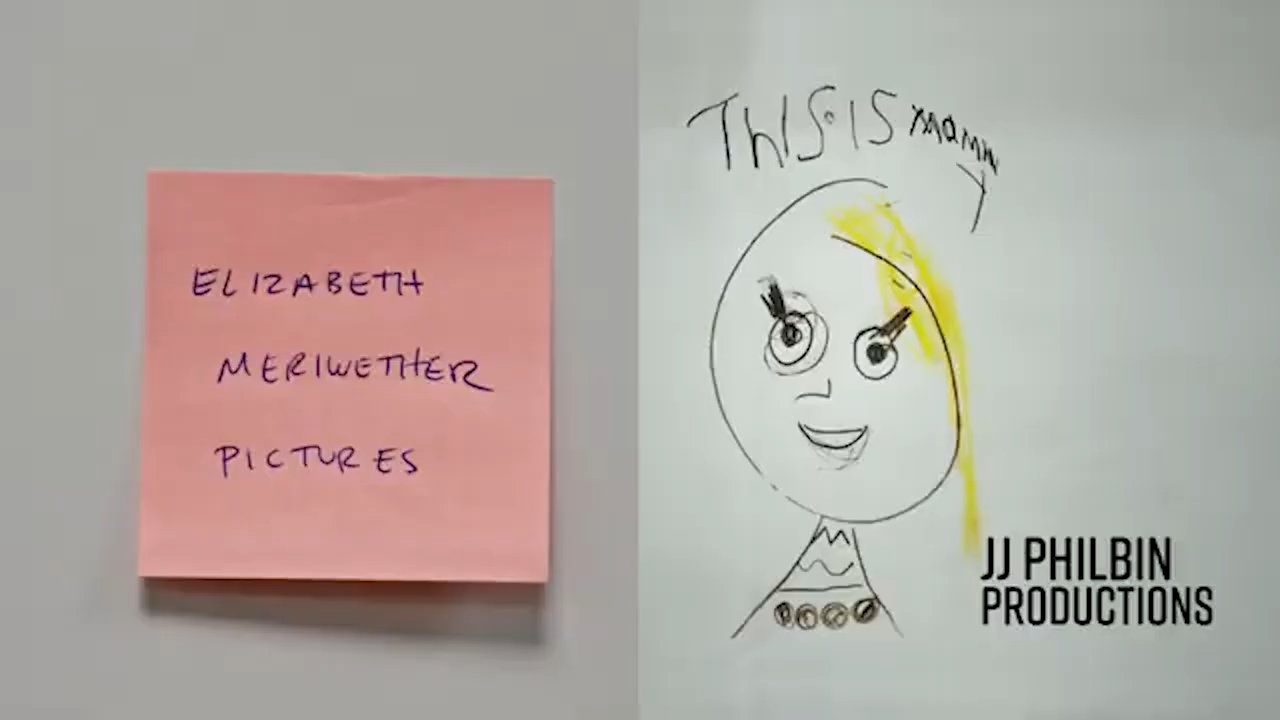 ELIZABETH
MERIWETHER
PICTURES
THIS IS mommy
JJ PHILBIN
PRODUCTIONS